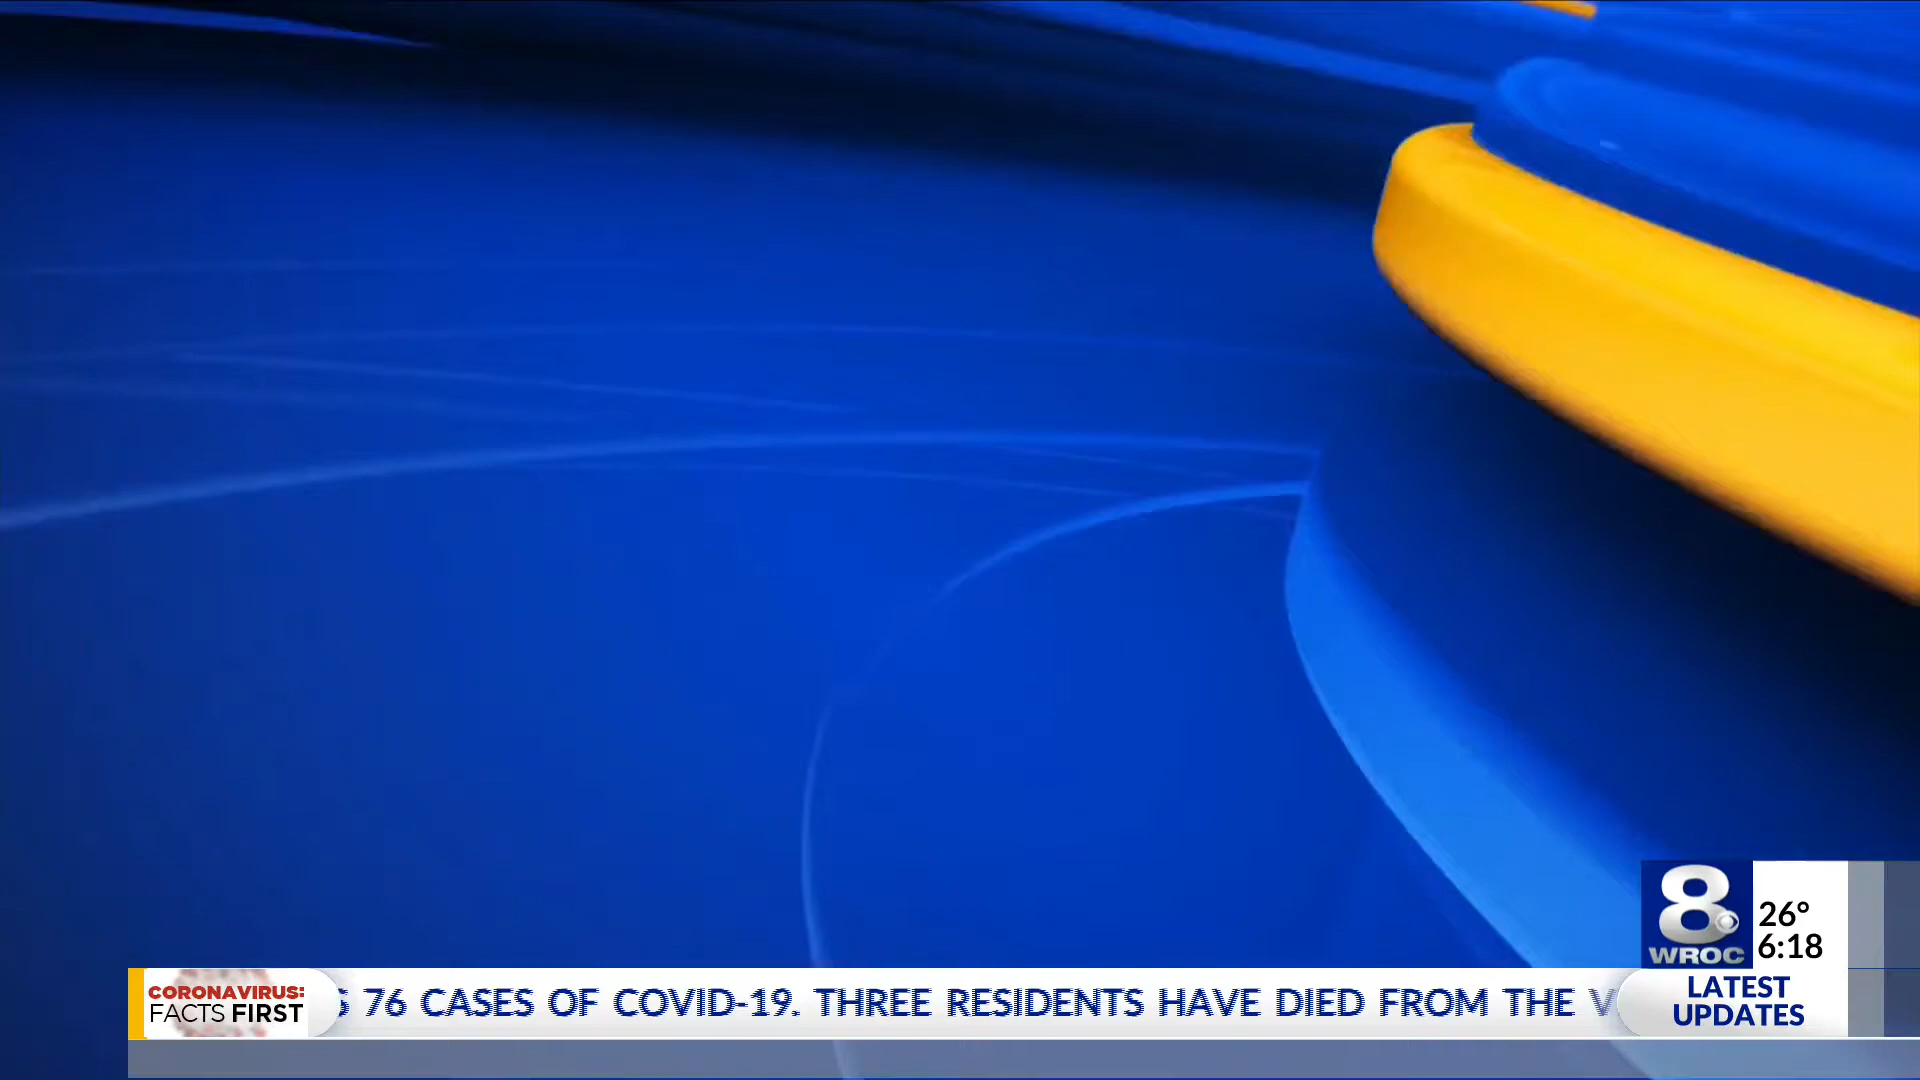 8
WROC
26°
6:18
CORONAVIRUS:
FACTS FIRST
76 CASES OF COVID-19. THREE RESIDENTS HAVE DIED FROM THE
LATEST
UPDATES